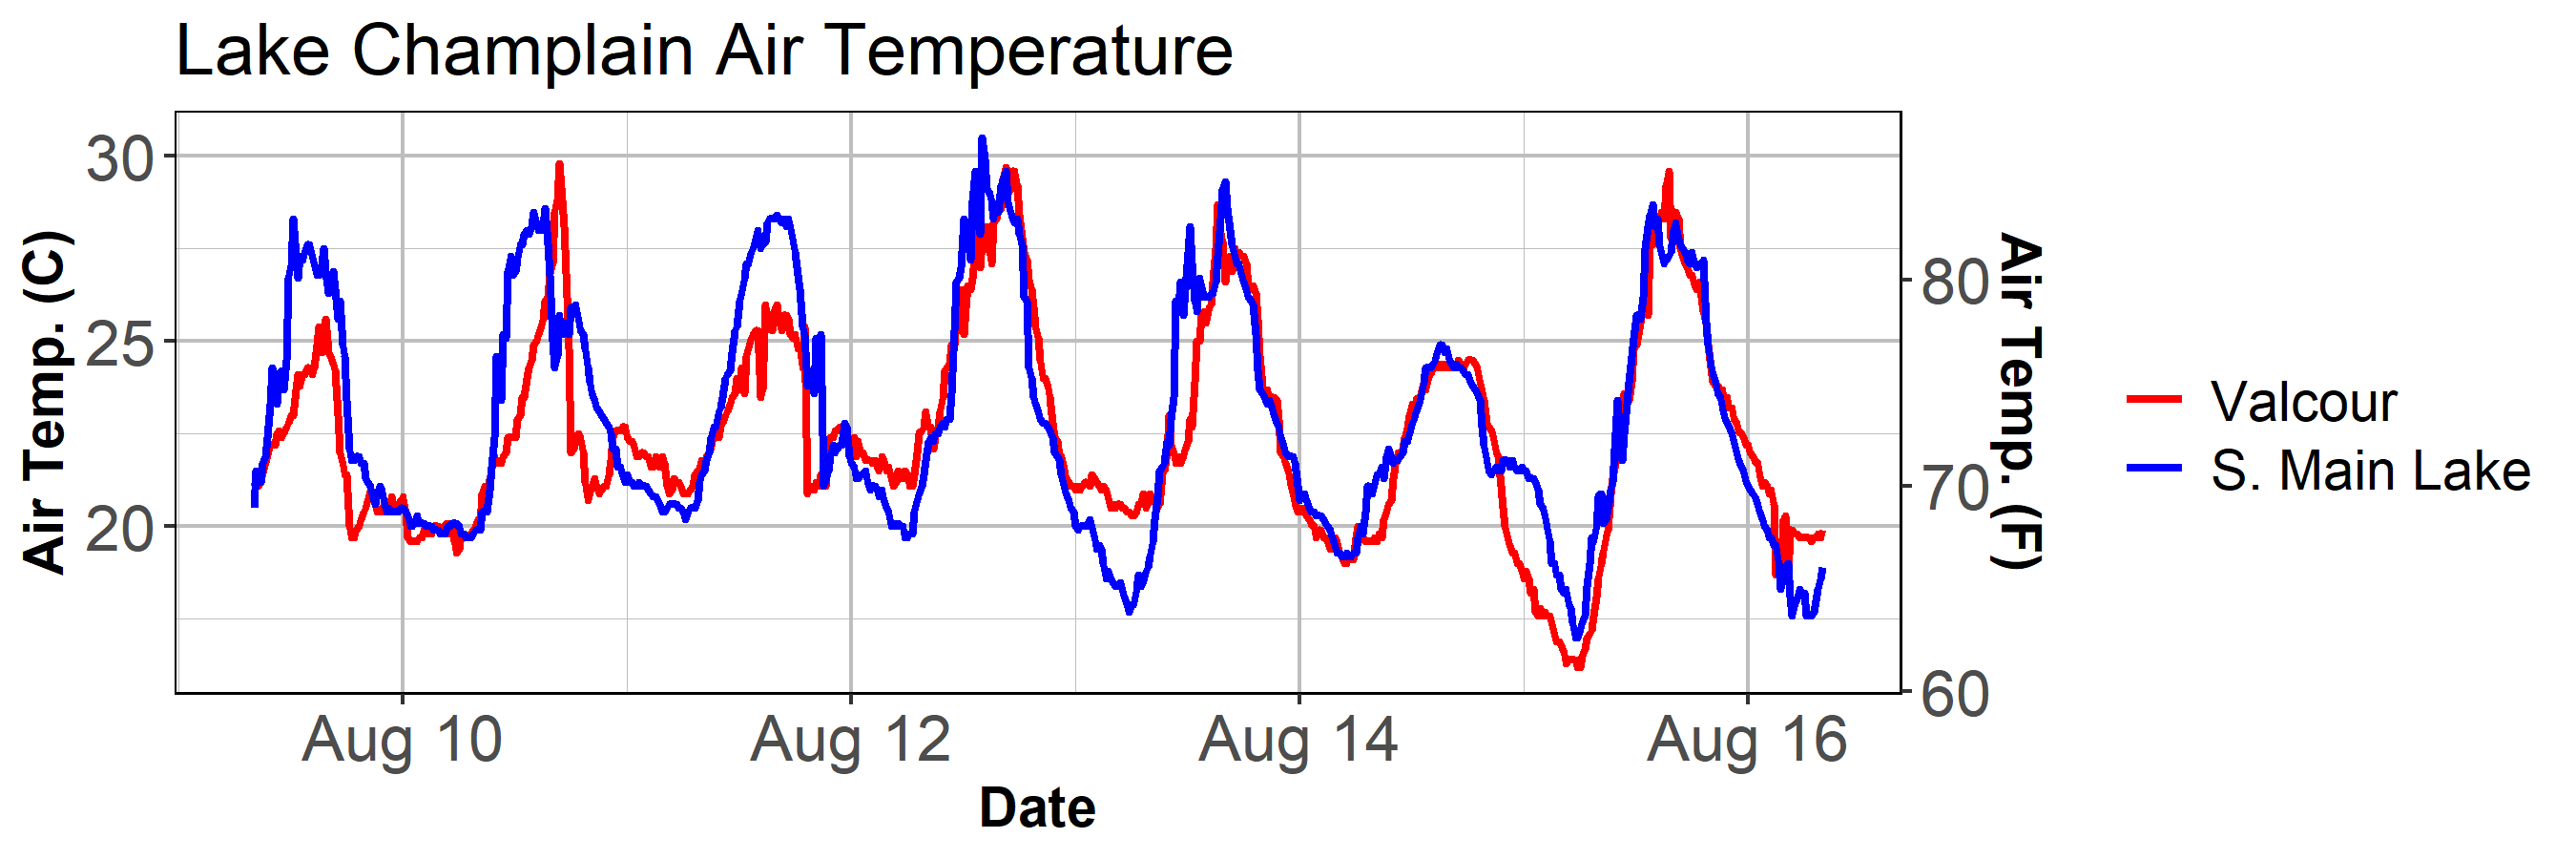 Lake Champlain Air Temperature
Air Temp. (C)
30
25
20
Air Temp. (F)
80
70
60
Aug 10
Aug 12
Aug 14
Aug 16
Date
Valcour
S. Main Lake